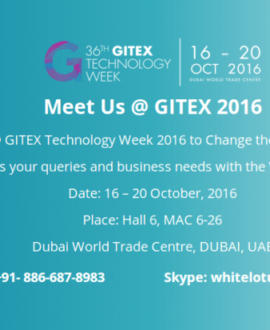 36TH GITEX
TECHNOLOGY
WEEK
16 – 20
OCT 2016
DUBAI WORLD TRADE CENTRE
Meet Us @ GITEX 2016
GITEX Technology Week 2016 to Change the
your queries and business needs with the
Date: 16 – 20 October, 2016
Place: Hall 6, MAC 6-26
Dubai World Trade Centre, DUBAI, UAE
91- 886-687-8983 Skype: